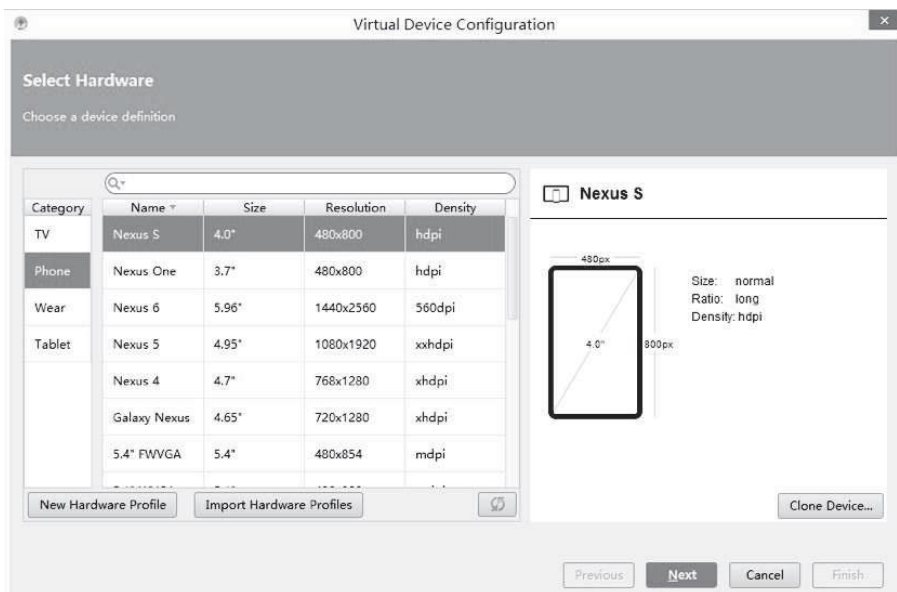 Virtual Device Configuration
Select Hardware
Choose a device definition
Category Name Size Resolution Density
TV
Phone
Wear
Tablet
Nexus S 4.0" 480x800 hdpi
Nexus One 3.7" 480x800 hdpi
Nexus 6 5.96" 1440x2560 560dpi
Nexus 5 4.95" 1080x1920 xxhdpi
Nexus 4 4.7" 768x1280 xhdpi
Galaxy Nexus 4.65" 720x1280 xhdpi
5.4" FWVGA 5.4" 480x854 mdpi
New Hardware Profile Import Hardware Profiles
Nexus S
480px
4.0"
800px
Size: normal
Ratio: long
Density: hdpi
Clone Device...
Previous Next Cancel Finish